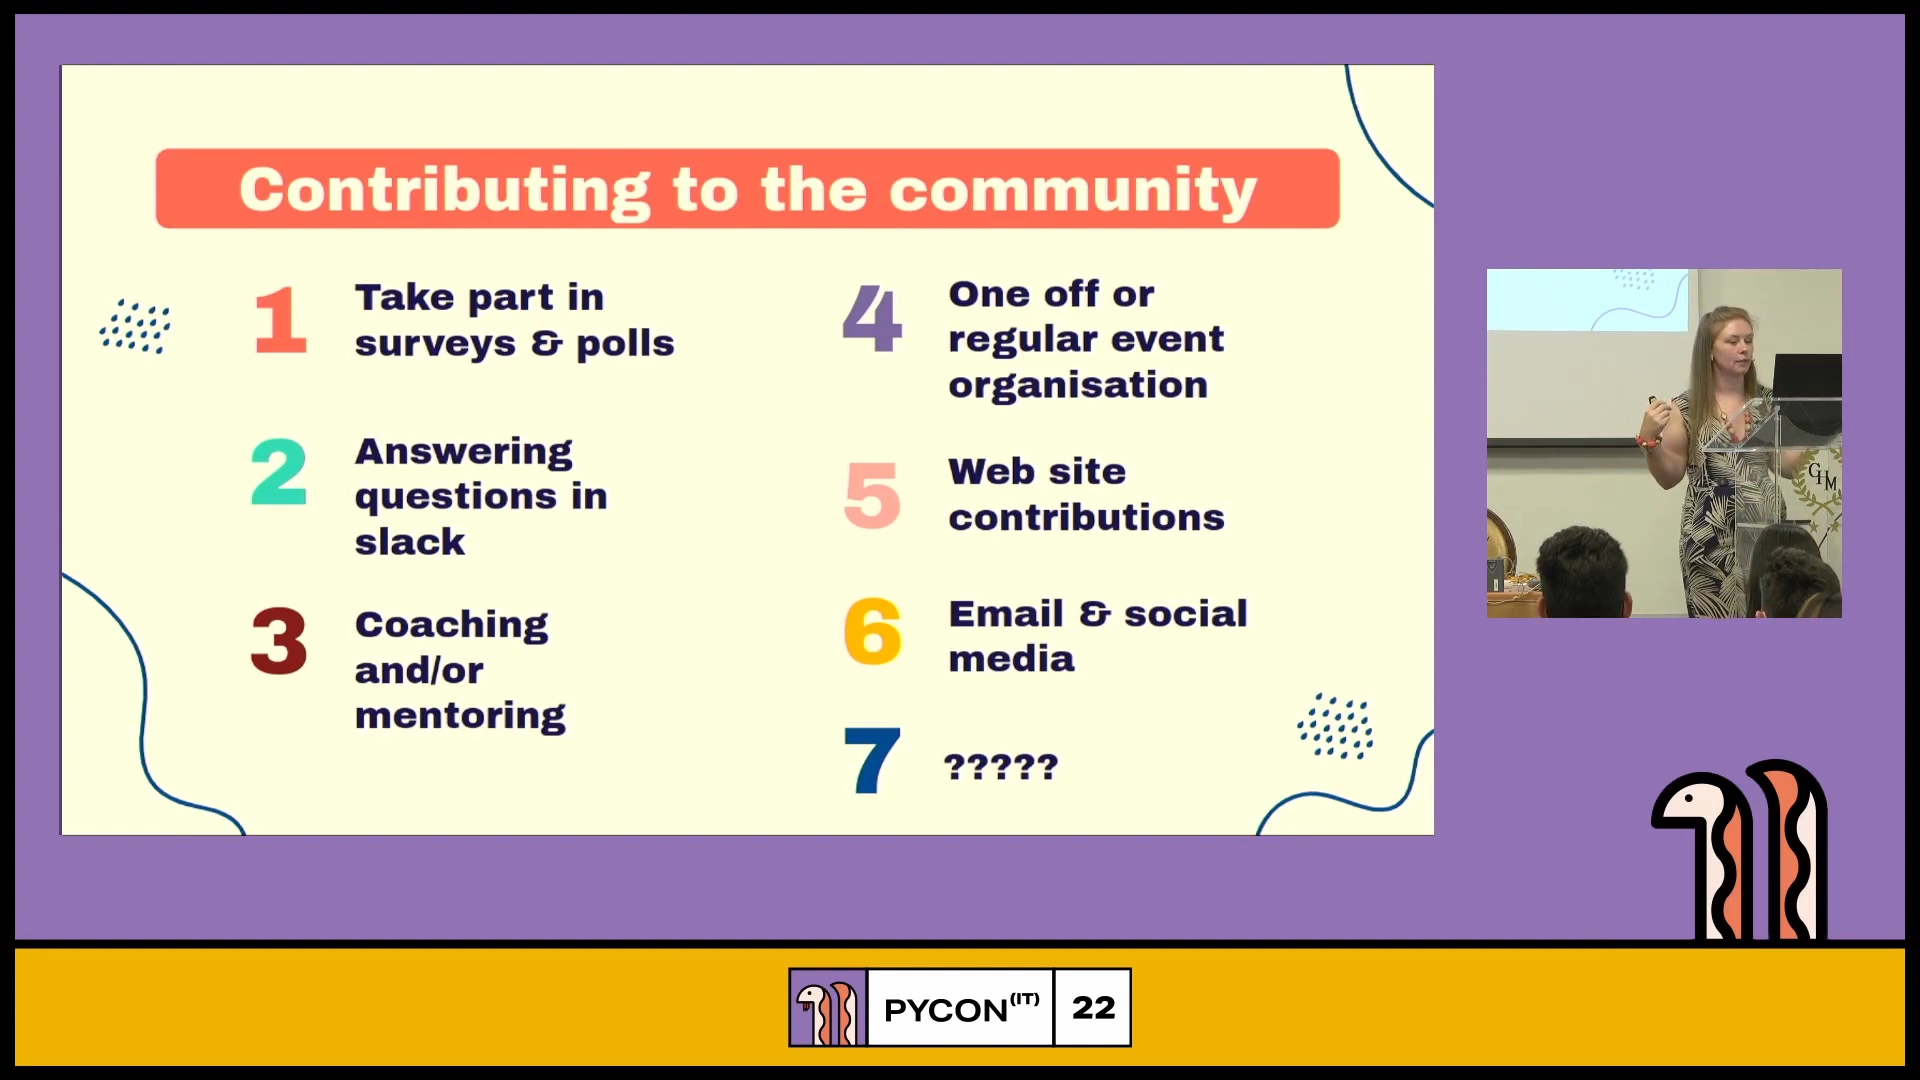 Contributing to the community
1
Take part in
surveys & polls
2
Answering
questions in
slack
3
Coaching
and/or
mentoring
4
One off or
regular event
organisation
5
Web site
contributions
6
Email & social
media
7
?????
GHM
PYCON(IT) 22